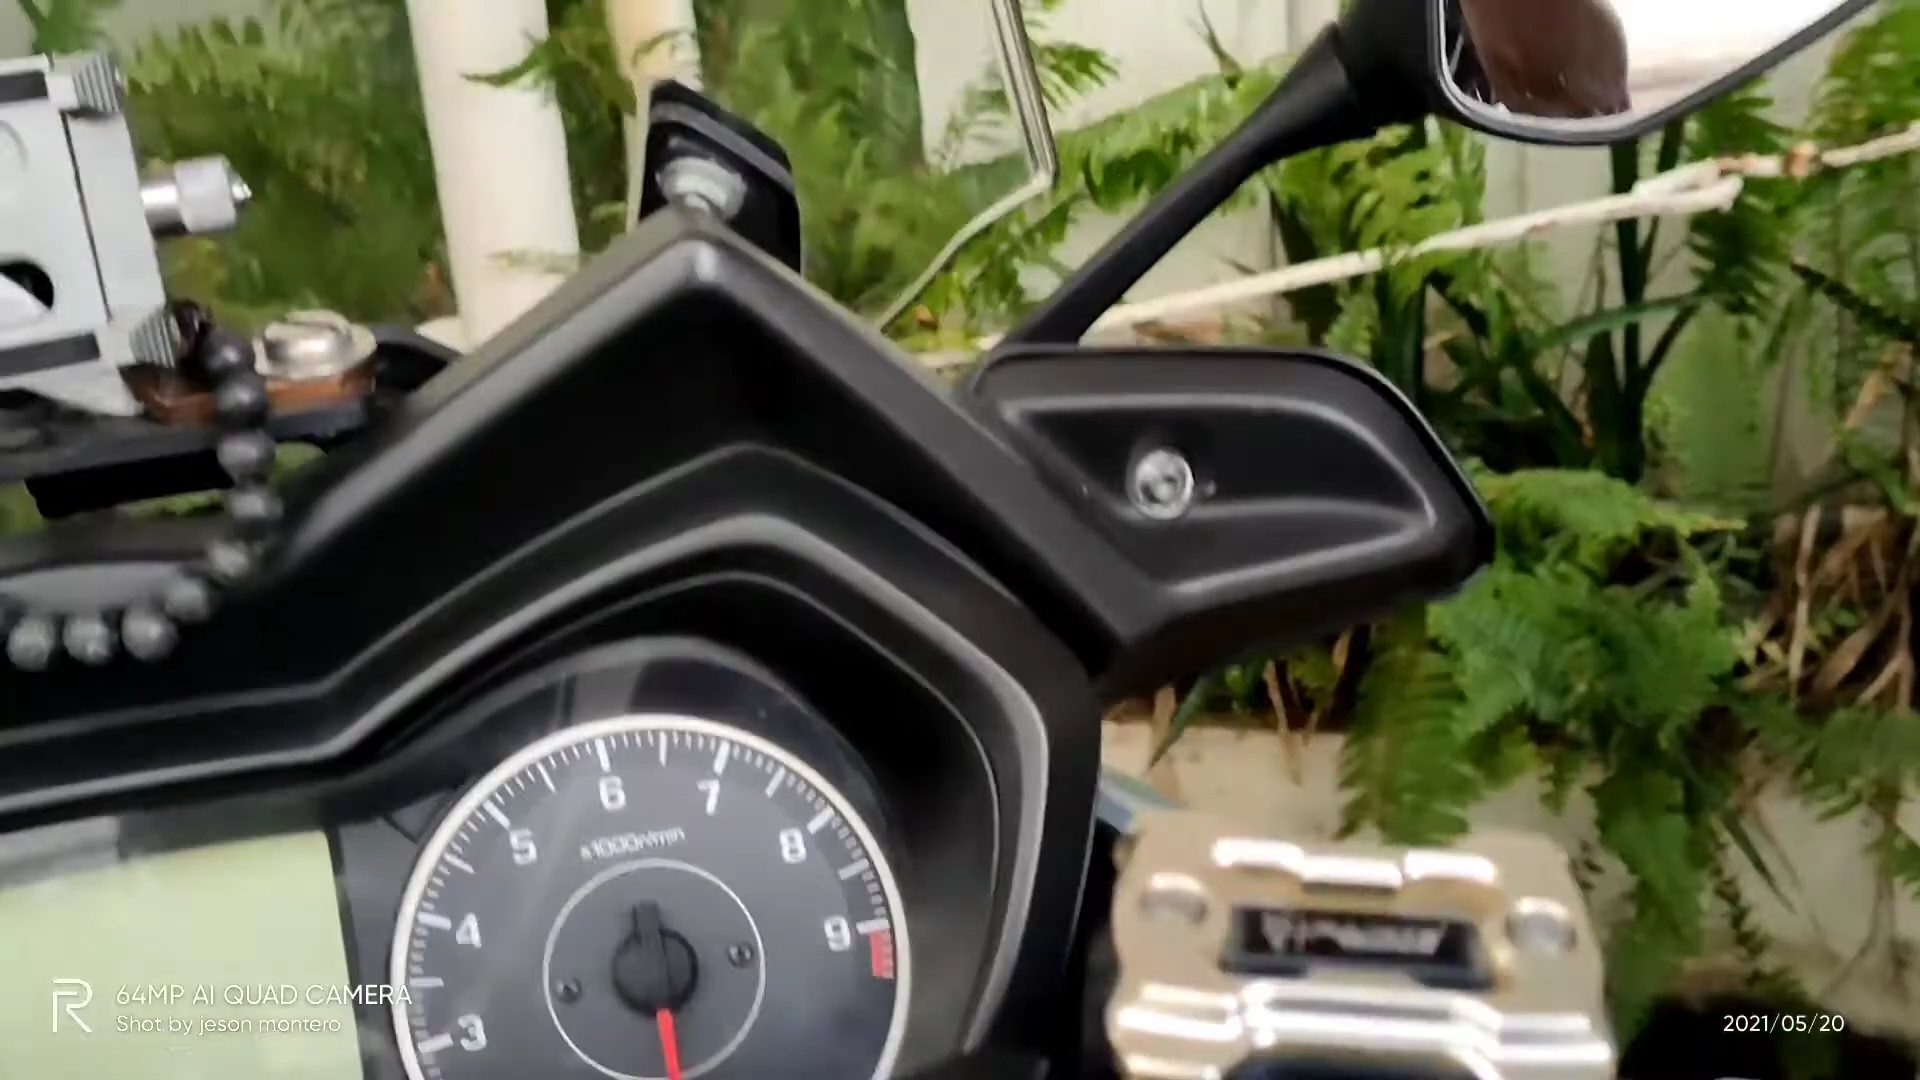 6 7
5 8
x1000r/min
4 9
3
64MP AI QUAD CAMERA
Shot by jeson montero
2021/05/20